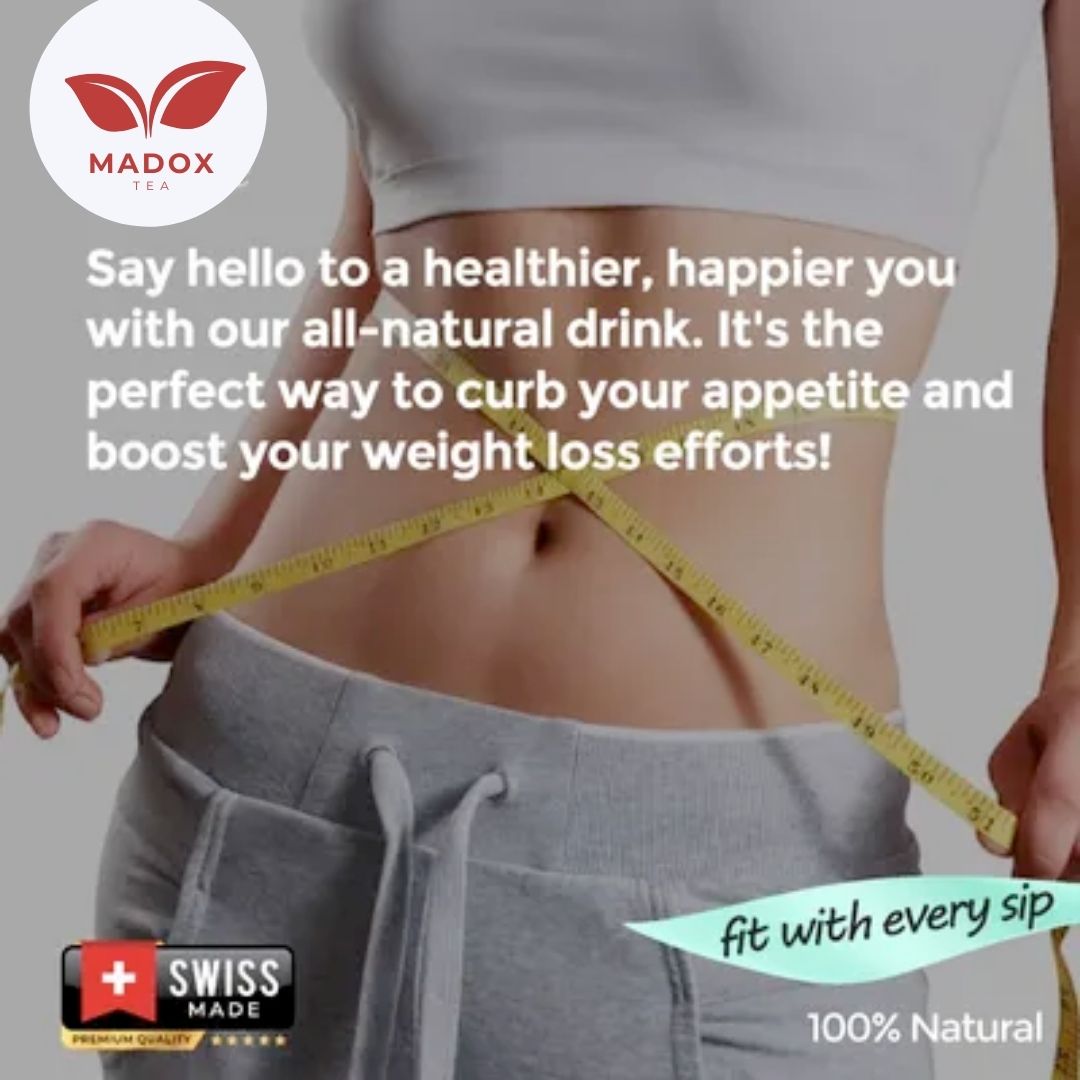 MADOX
TEA
Say hello to a healthier, happier you
with our all-natural drink. It's the
perfect way to curb your appetite and
boost your weight loss efforts!
fit with every sip
SWISS
MADE
PREMIUM QUALITY
100% Natural